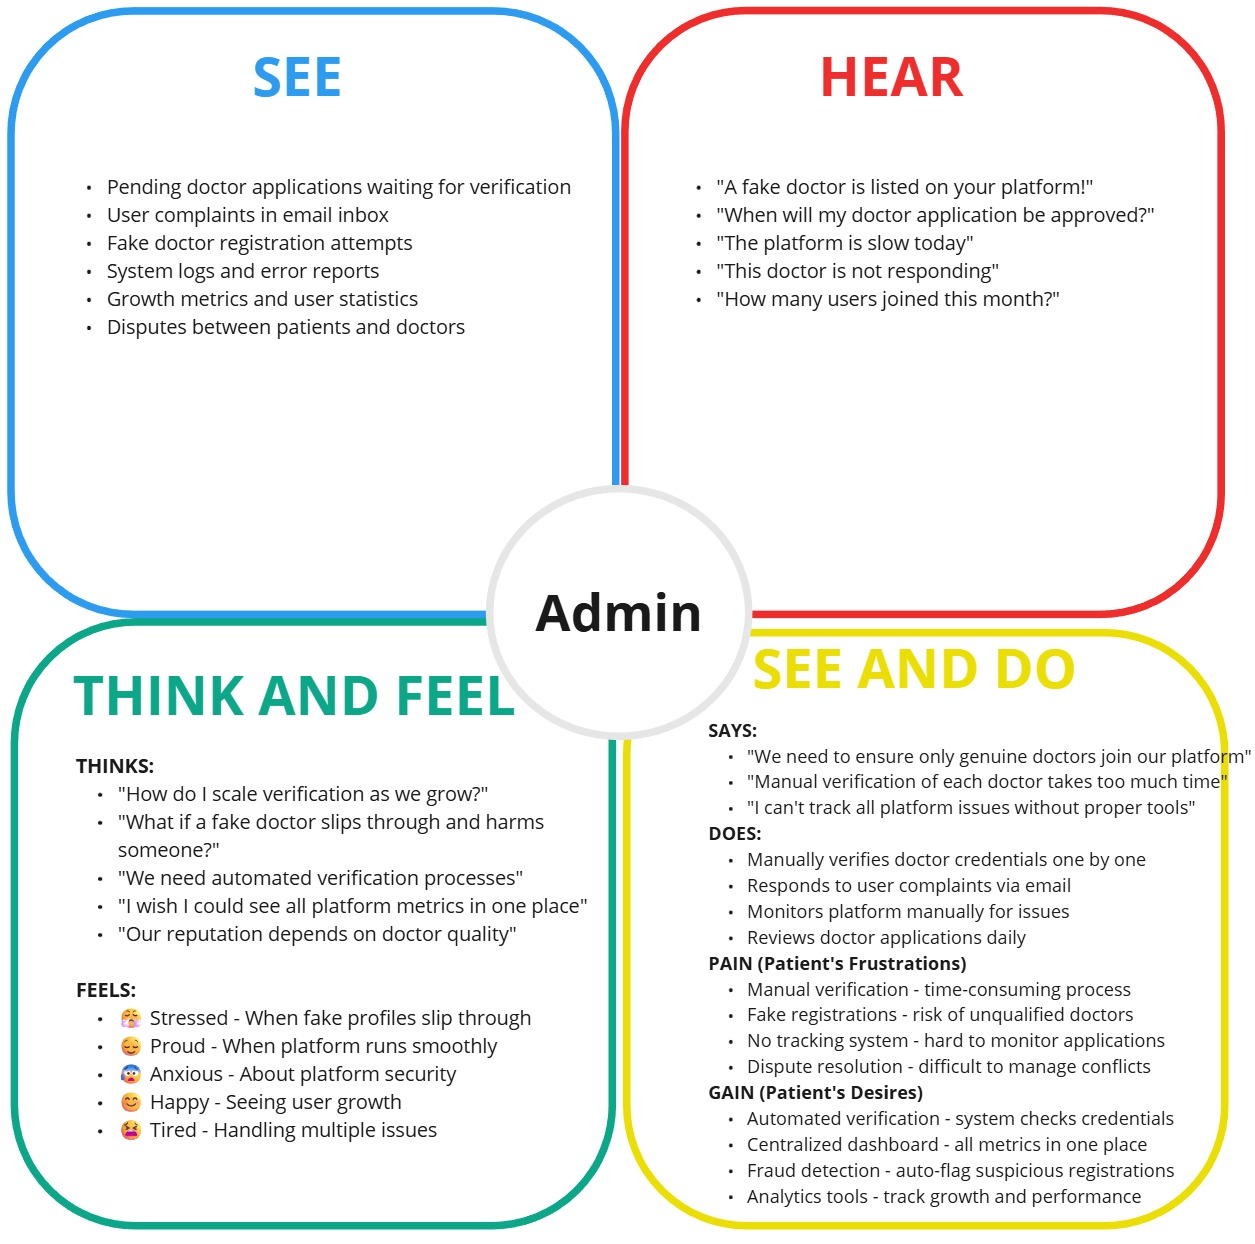 SEE
• Pending doctor applications waiting for verification
• User complaints in email inbox
• Fake doctor registration attempts
• System logs and error reports
• Growth metrics and user statistics
• Disputes between patients and doctors
HEAR
• "A fake doctor is listed on your platform!"
• "When will my doctor application be approved?"
• "The platform is slow today"
• "This doctor is not responding"
• "How many users joined this month?"
Admin
THINK AND FEEL
THINKS:
• "How do I scale verification as we grow?"
• "What if a fake doctor slips through and harms
someone?"
• "We need automated verification processes"
• "I wish I could see all platform metrics in one place"
• "Our reputation depends on doctor quality"
FEELS:
• 😤 Stressed - When fake profiles slip through
• 😌 Proud - When platform runs smoothly
• 😰 Anxious - About platform security
• 😊 Happy - Seeing user growth
• 😫 Tired - Handling multiple issues
SEE AND DO
SAYS:
• "We need to ensure only genuine doctors join our platform"
• "Manual verification of each doctor takes too much time"
• "I can't track all platform issues without proper tools"
DOES:
• Manually verifies doctor credentials one by one
• Responds to user complaints via email
• Monitors platform manually for issues
• Reviews doctor applications daily
PAIN (Patient's Frustrations)
• Manual verification - time-consuming process
• Fake registrations - risk of unqualified doctors
• No tracking system - hard to monitor applications
• Dispute resolution - difficult to manage conflicts
GAIN (Patient's Desires)
• Automated verification - system checks credentials
• Centralized dashboard - all metrics in one place
• Fraud detection - auto-flag suspicious registrations
• Analytics tools - track growth and performance